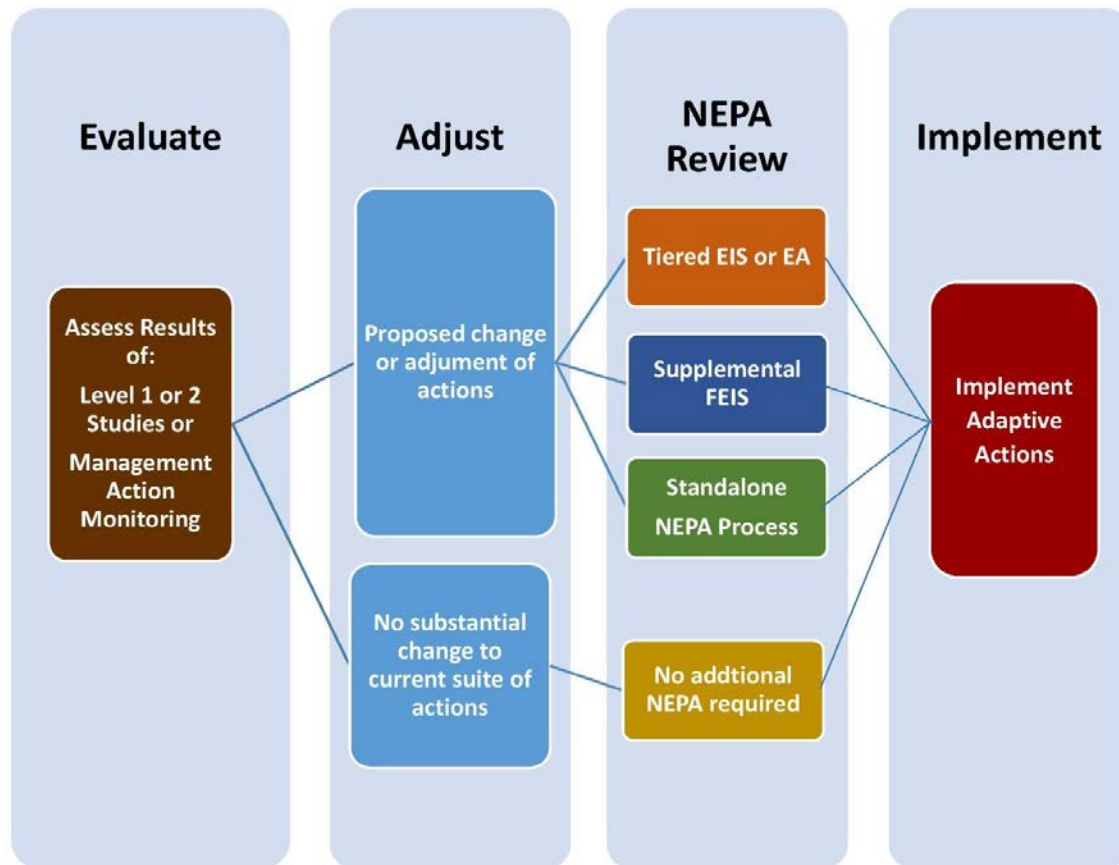 Evaluate
Assess Results
of:
Level 1 or 2
Studies or
Management
Action
Monitoring
Adjust
Proposed change
or adjument of
actions
No substantial
change to
current suite of
actions
NEPA
Review
Tiered EIS or EA
Supplemental
FEIS
Standalone
NEPA Process
No addtional
NEPA required
Implement
Implement
Adaptive
Actions